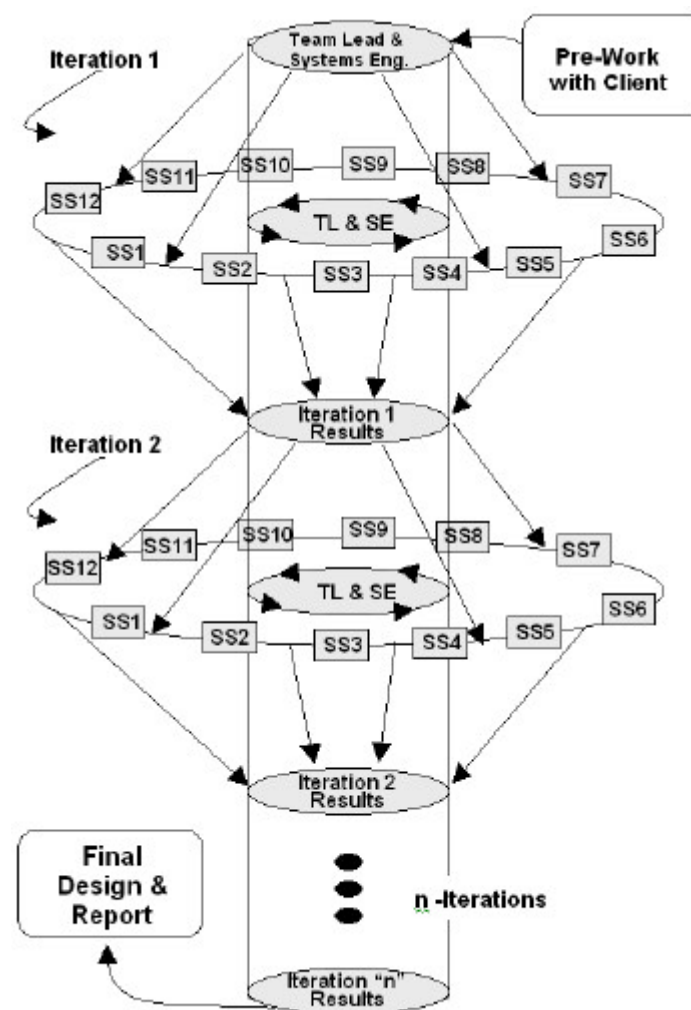 Team Lead &
Systems Eng.
Pre-Work
with Client
Iteration 1
SS10
SS9
SS8
SS11
SS7
SS12
TL & SE
SS6
SS1
SS2
SS3
SS4
SS5
Iteration 1
Results
Iteration 2
SS10
SS9
SS8
SS11
SS7
SS12
TL & SE
SS6
SS1
SS2
SS3
SS4
SS5
Iteration 2
Results
Final
Design &
Report
n -Iterations
Iteration "n"
Results